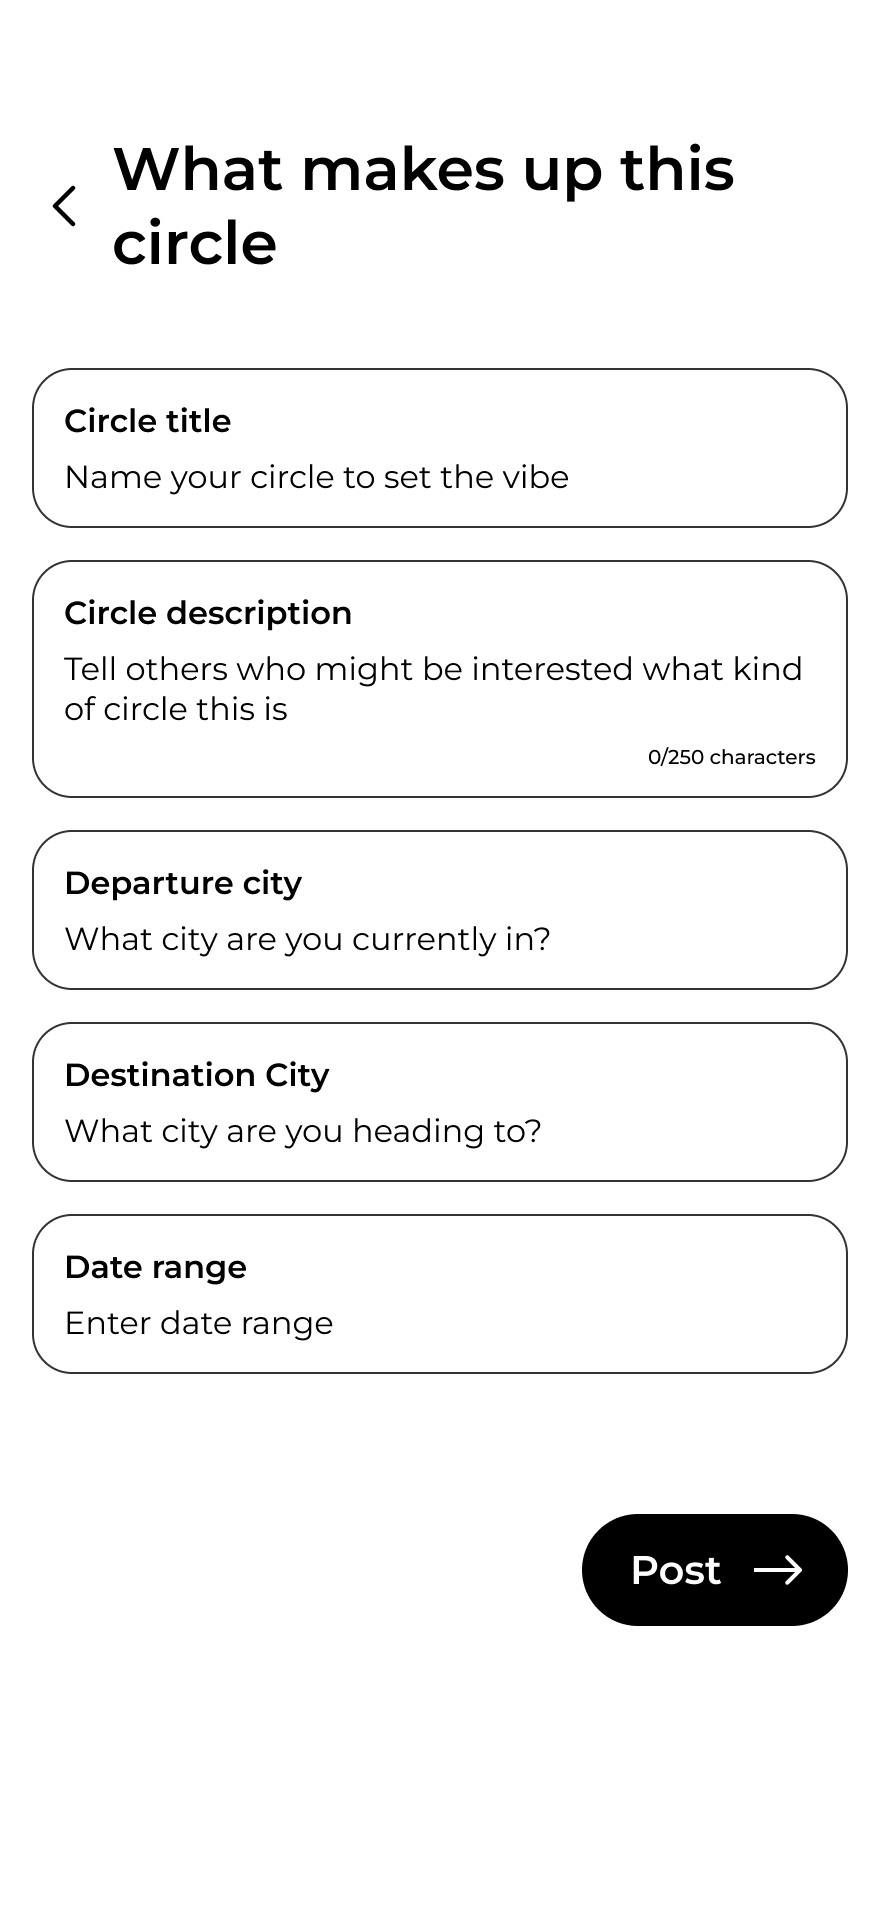 What makes up this
circle
Circle title
Name your circle to set the vibe
Circle description
Tell others who might be interested what kind
of circle this is
0/250 characters
Departure city
What city are you currently in?
Destination City
What city are you heading to?
Date range
Enter date range
Post